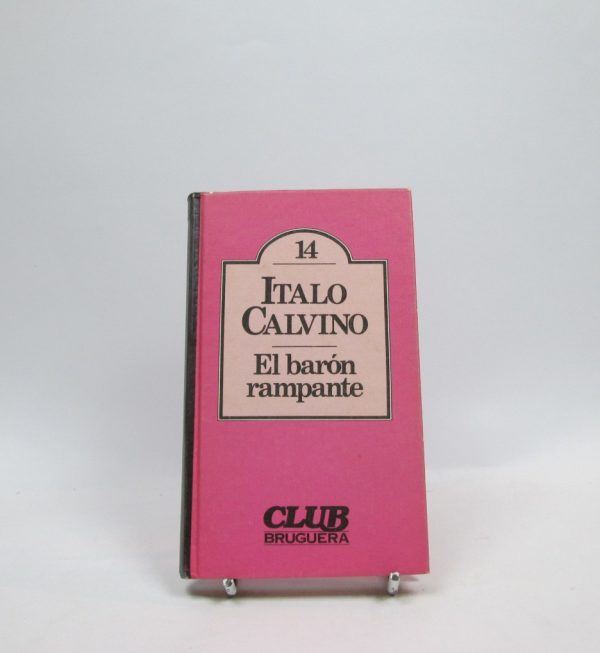 14
ITALO
CALVINO
El barón
rampante
CLUB
BRUGUERA